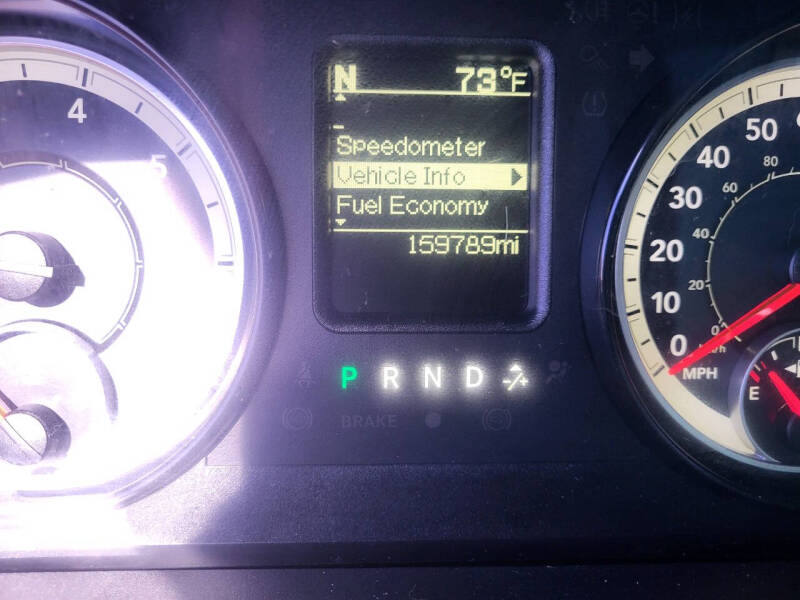 N 73°F
Speedometer
Vehicle Info
Fuel Economy
159789mi
P R N D -/+
BRAKE
4
5
50
40
30
20
10
0
MPH
80
60
40
20
0
E